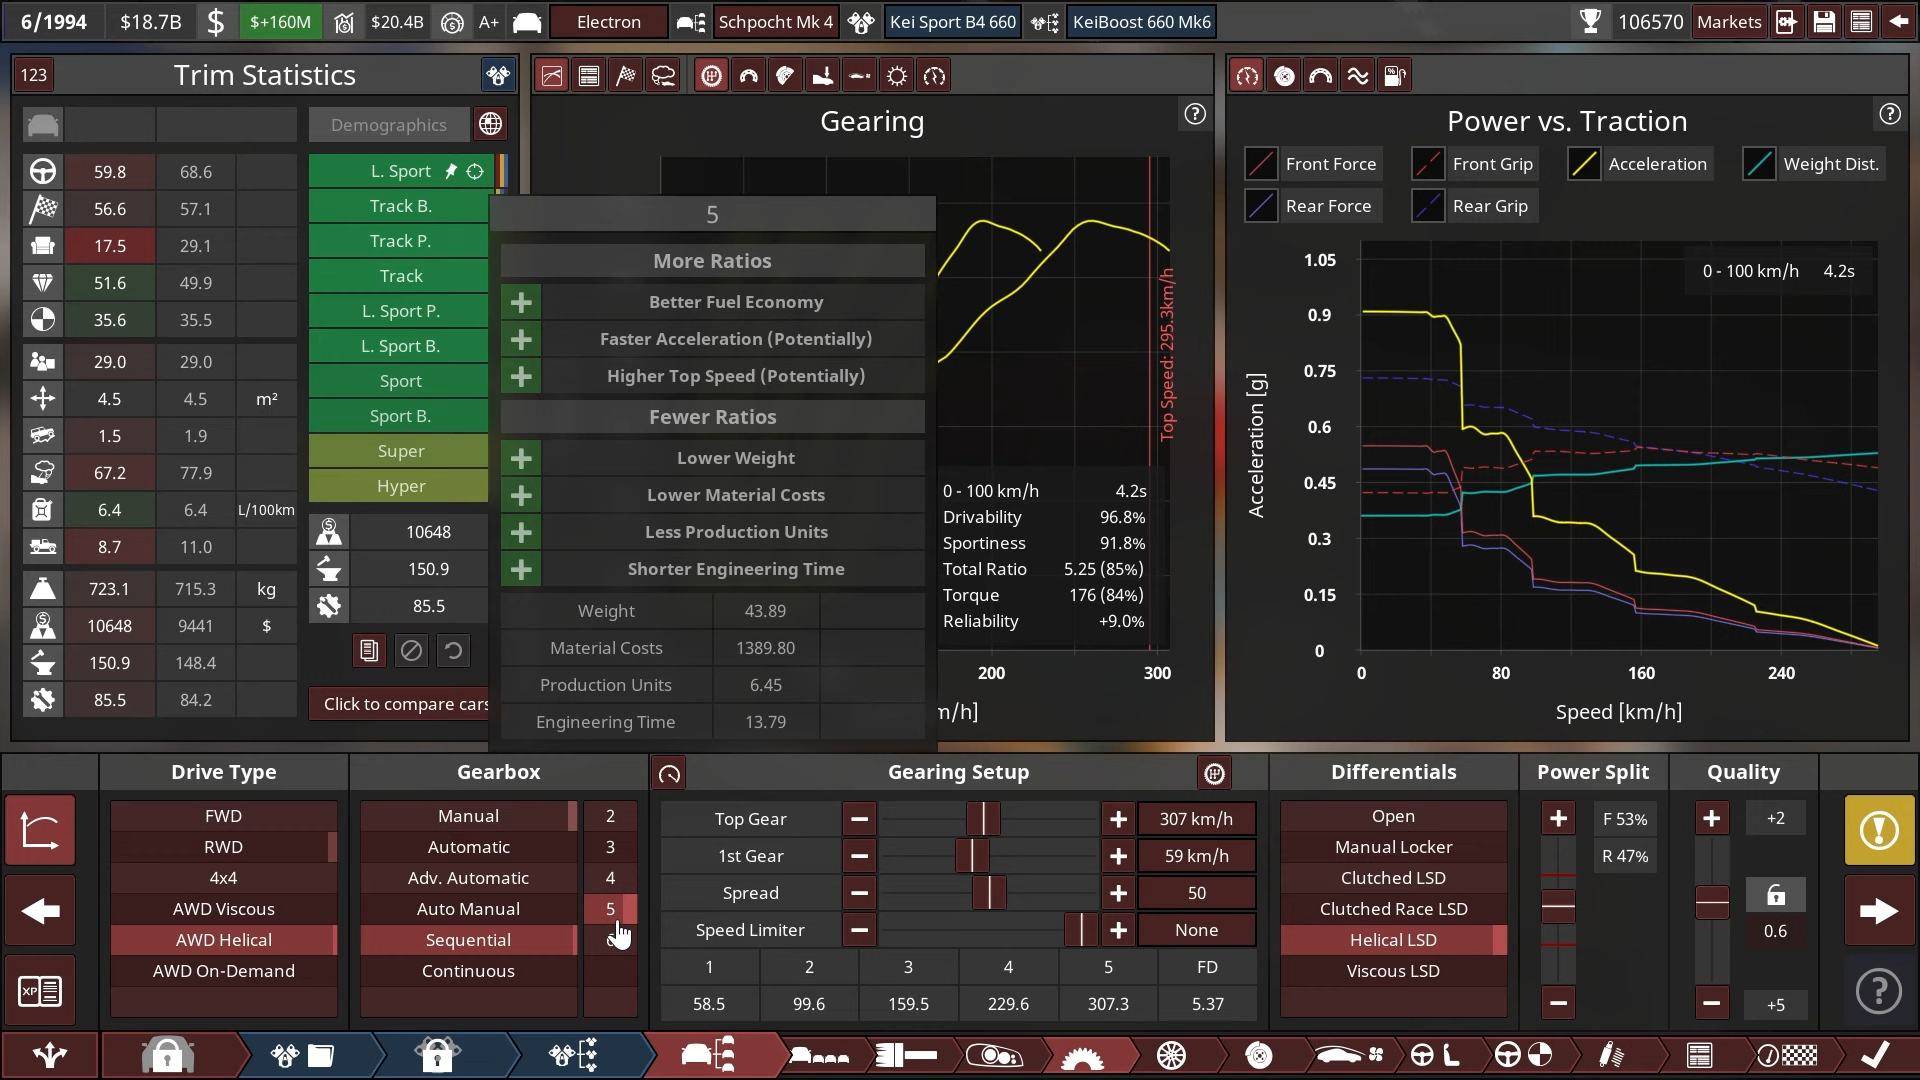 6/1994
$18.7B
$+160M
$20.4B
A+
Electron
Schpocht Mk 4
Kei Sport B4 660
KeiBoost 660 Mk6
106570
Markets
123
Trim Statistics
Demographics
59.8 68.6
56.6 57.1
17.5 29.1
51.6 49.9
35.6 35.5
29.0 29.0
4.5 4.5 m²
1.5 1.9
67.2 77.9
6.4 6.4 L/100km
8.7 11.0
723.1 715.3 kg
10648 9441 $
150.9 148.4
85.5 84.2
L. Sport
Track B.
Track P.
Track
L. Sport P.
L. Sport B.
Sport
Sport B.
Super
Hyper
10648
150.9
85.5
Click to compare cars
5
More Ratios
Better Fuel Economy
Faster Acceleration (Potentially)
Higher Top Speed (Potentially)
Fewer Ratios
Lower Weight
Lower Material Costs
Less Production Units
Shorter Engineering Time
Weight 43.89
Material Costs 1389.80
Production Units 6.45
Engineering Time 13.79
Gearing
?
Top Speed: 295.3km/h
0 - 100 km/h 4.2s
Drivability 96.8%
Sportiness 91.8%
Total Ratio 5.25 (85%)
Torque 176 (84%)
Reliability +9.0%
200 300
m/h]
Power vs. Traction
?
Front Force
Front Grip
Acceleration
Weight Dist.
Rear Force
Rear Grip
0 - 100 km/h 4.2s
Acceleration [g]
1.05
0.9
0.75
0.6
0.45
0.3
0.15
0
0 80 160 240
Speed [km/h]
Drive Type
FWD
RWD
4x4
AWD Viscous
AWD Helical
AWD On-Demand
Gearbox
Manual
Automatic
Adv. Automatic
Auto Manual
Sequential
Continuous
2
3
4
5
Gearing Setup
Top Gear 307 km/h
1st Gear 59 km/h
Spread 50
Speed Limiter None
1 2 3 4 5 FD
58.5 99.6 159.5 229.6 307.3 5.37
Differentials
Open
Manual Locker
Clutched LSD
Clutched Race LSD
Helical LSD
Viscous LSD
Power Split
F 53%
R 47%
Quality
+2
0.6
+5
XP
?